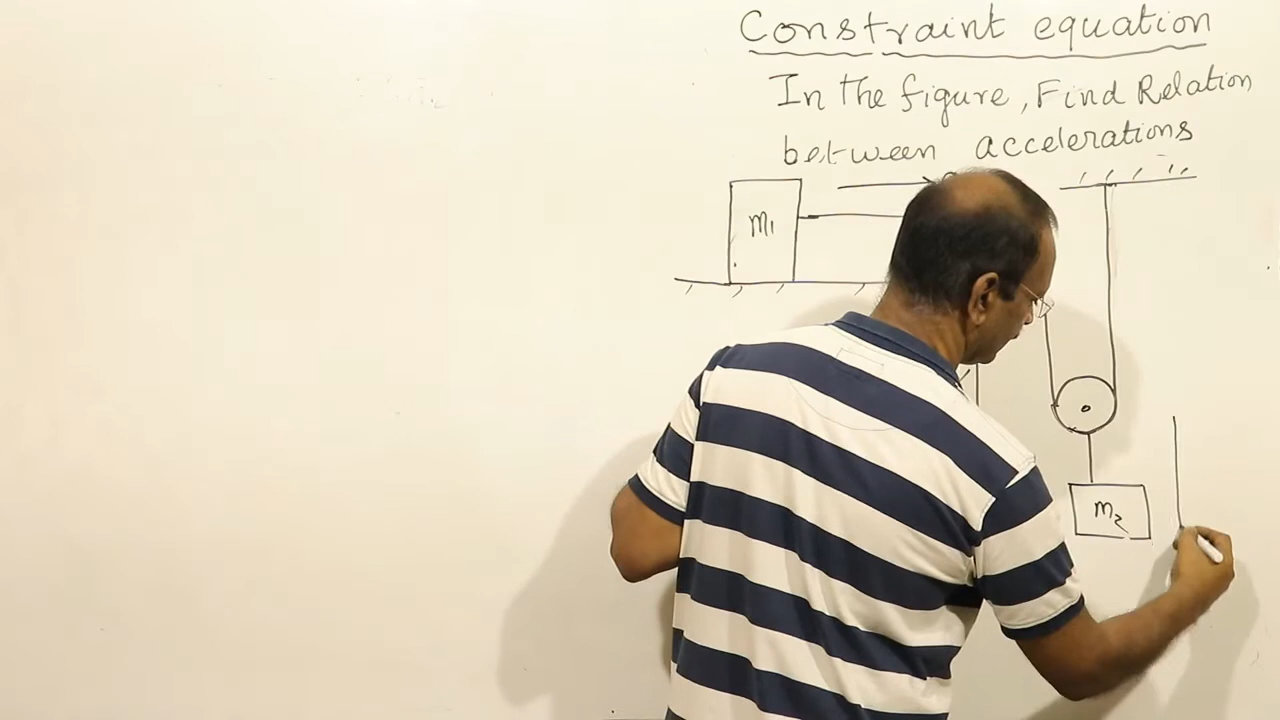 Constraint equation
In the figure, Find Relation
between accelerations
m₁
m₂